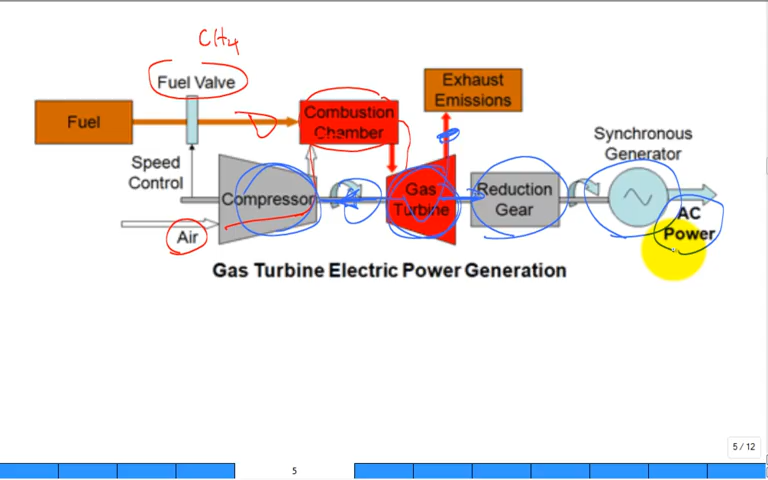 CH4
Fuel Valve
Fuel
Combustion
Chamber
Exhaust
Emissions
Synchronous
Generator
Speed
Control
Compressor
Gas
Turbine
Reduction
Gear
Air
AC
Power
Gas Turbine Electric Power Generation
5 / 12
5